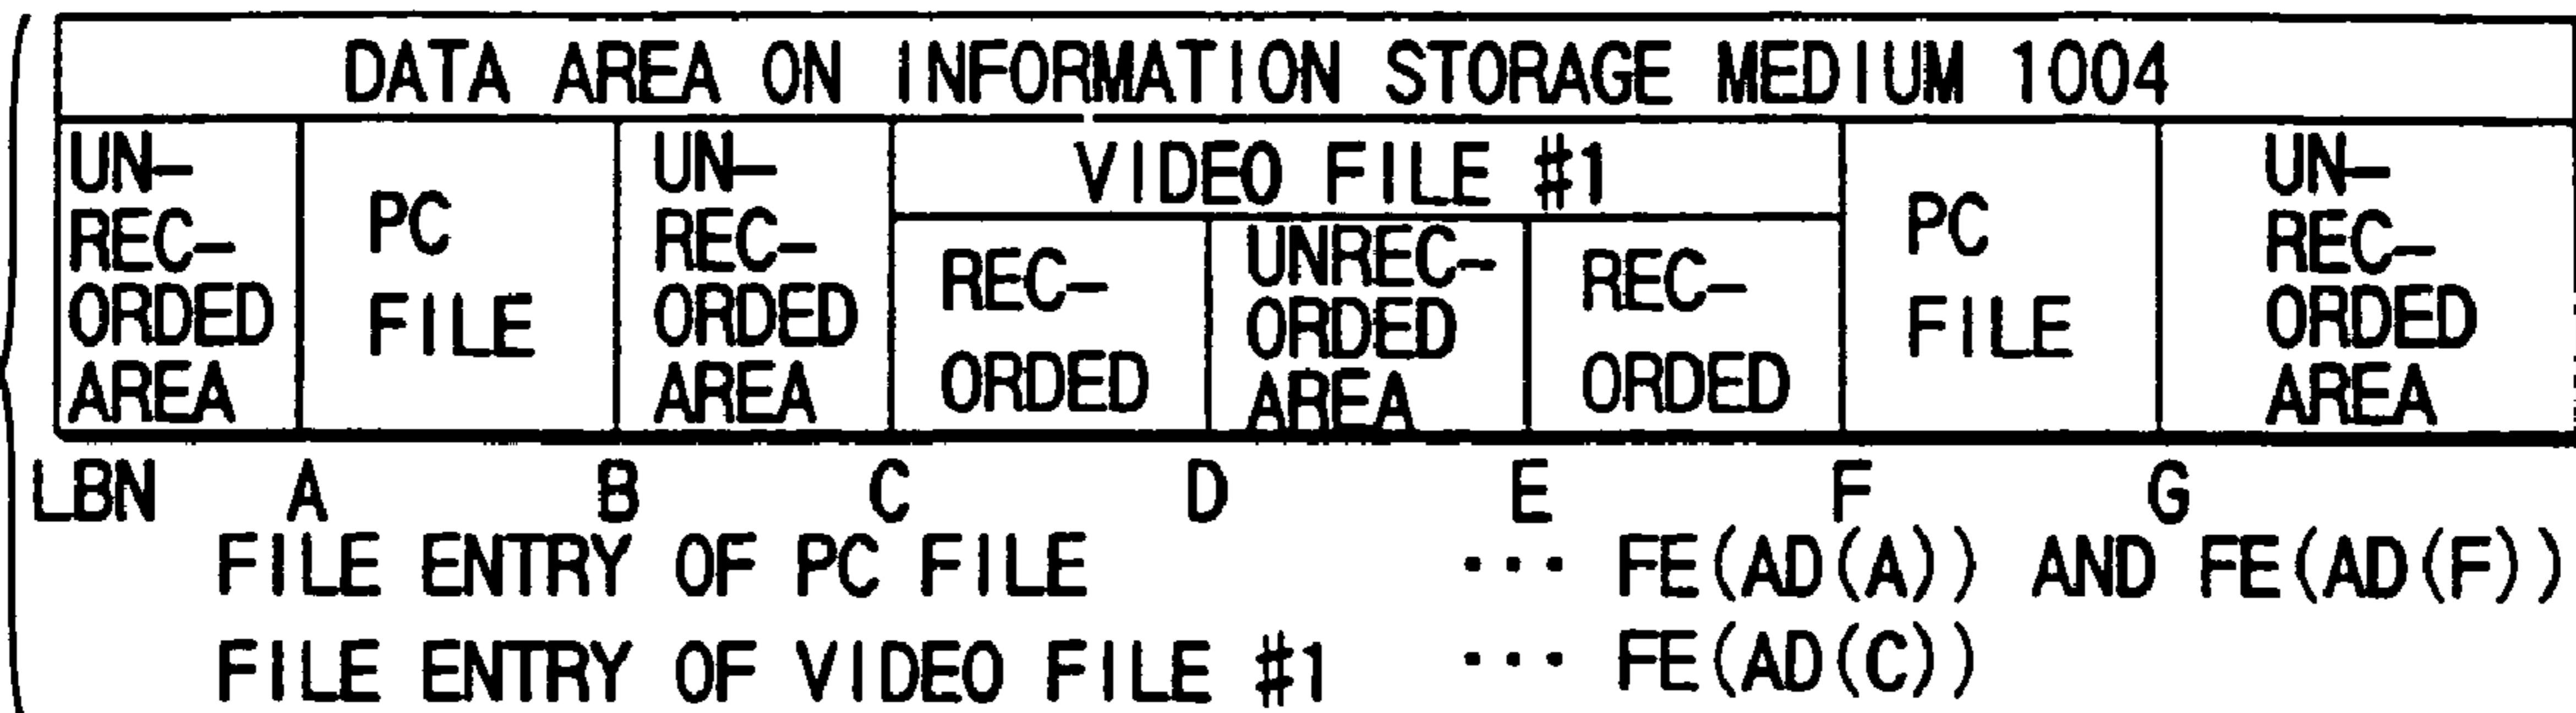 DATA AREA ON INFORMATION STORAGE MEDIUM 1004
UN-
REC-
ORDED
AREA
PC
FILE
UN-
REC-
ORDED
AREA
VIDEO FILE #1
REC-
ORDED
UNREC-
ORDED
AREA
REC-
ORDED
PC
FILE
UN-
REC-
ORDED
AREA
LBN A B C D E F G
FILE ENTRY OF PC FILE ··· FE(AD(A)) AND FE(AD(F))
FILE ENTRY OF VIDEO FILE #1 ··· FE(AD(C))